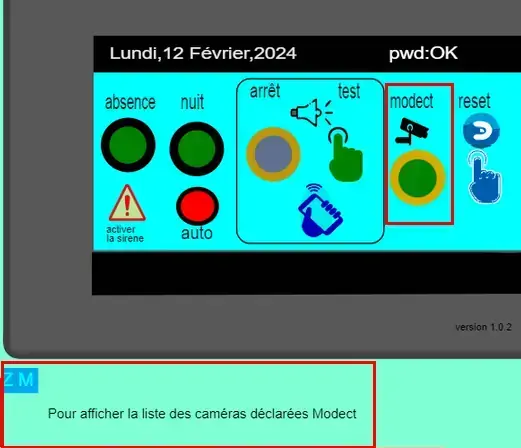 Lundi,12 Février,2024 pwd:OK
absence nuit arrêt test modect reset
activer
la sirene
auto
version 1.0.2
Z M
Pour afficher la liste des caméras déclarées Modect